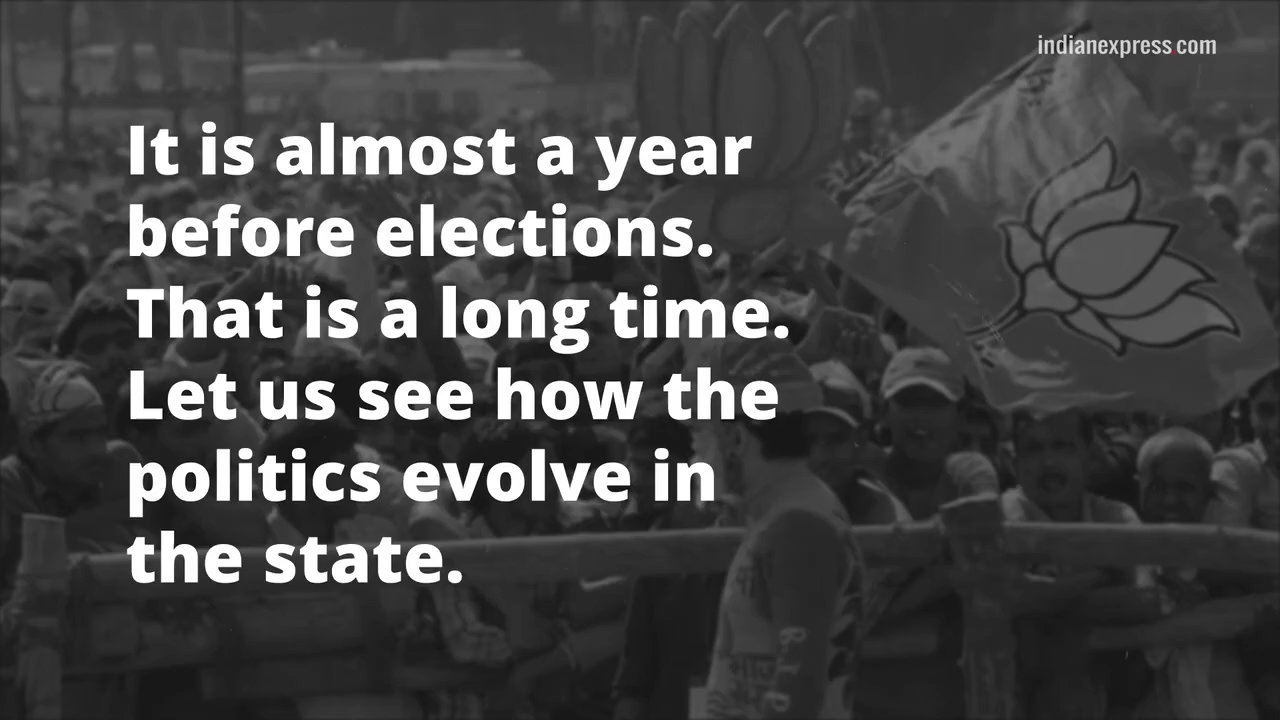 indianexpress.com
It is almost a year
before elections.
That is a long time.
Let us see how the
politics evolve in
the state.
BJP